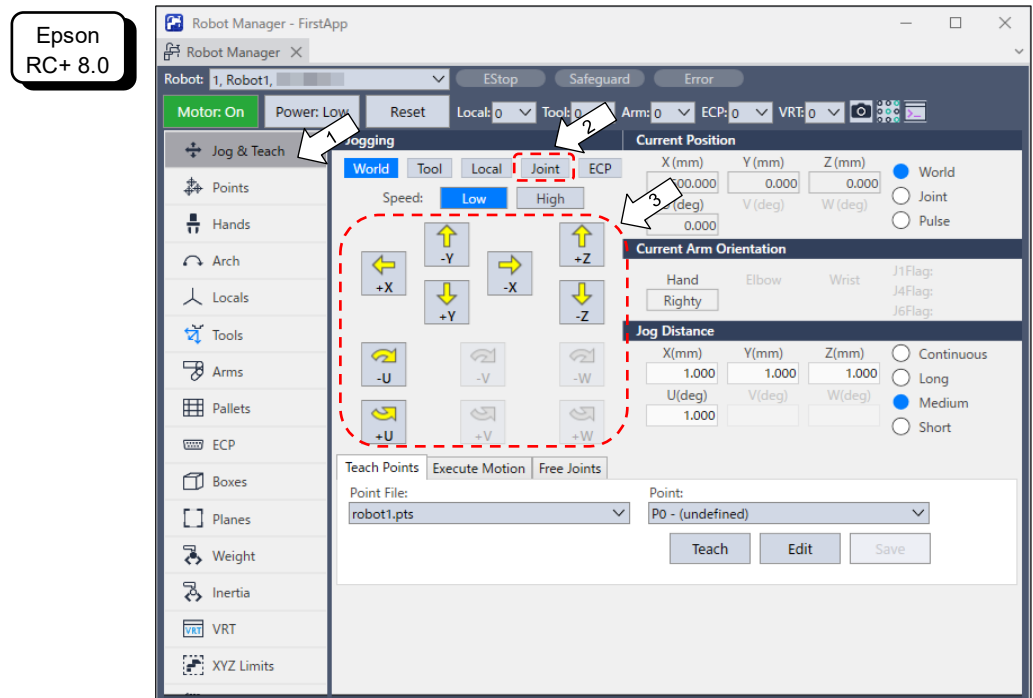 Epson
RC+ 8.0
Robot Manager - FirstApp
Robot Manager
Robot: 1, Robot1,
EStop Safeguard Error
Motor: On Power: Low Reset Local: 0 Tool: 0 Arm: 0 ECP: 0 VRT: 0
1
2
3
Jog & Teach
Points
Hands
Arch
Locals
Tools
Arms
Pallets
ECP
Boxes
Planes
Weight
Inertia
VRT
VRT
XYZ Limits
Jogging
World Tool Local Joint ECP
Speed: Low High
-Y +Z
+X -X
+Y -Z
-U -V -W
+U +V +W
Current Position
X (mm) Y (mm) Z (mm)
0.000 0.000
(deg) V (deg) W (deg)
0.000
World
Joint
Pulse
Current Arm Orientation
Hand Elbow Wrist
Righty
J1Flag:
J4Flag:
J6Flag:
Jog Distance
X(mm) Y(mm) Z(mm)
1.000 1.000 1.000
U(deg) V(deg) W(deg)
1.000
Continuous
Long
Medium
Short
Teach Points Execute Motion Free Joints
Point File: Point:
robot1.pts P0 - (undefined)
Teach Edit Save